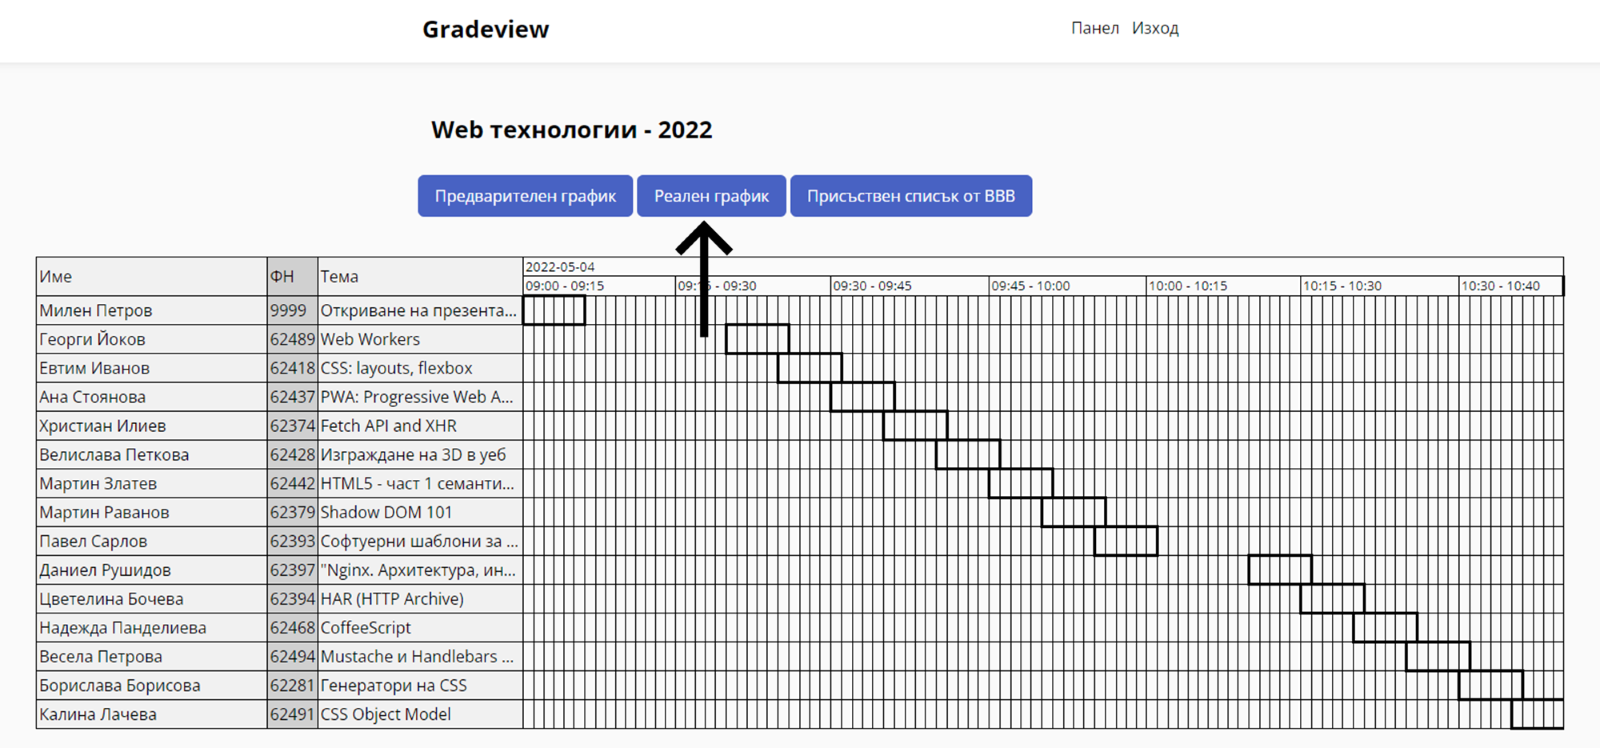 Gradeview
Панел Изход
Web технологии - 2022
Предварителен график Реален график Присъствен списък от BBB
Име ФН Тема 2022-05-04
09:00 - 09:15 09:15 - 09:30 09:30 - 09:45 09:45 - 10:00 10:00 - 10:15 10:15 - 10:30 10:30 - 10:40
Милен Петров 9999 Откриване на презента...
Георги Йоков 62489 Web Workers
Евтим Иванов 62418 CSS: layouts, flexbox
Ана Стоянова 62437 PWA: Progressive Web A...
Христиан Илиев 62374 Fetch API and XHR
Велислава Петкова 62428 Изграждане на 3D в уеб
Мартин Златев 62442 HTML5 - част 1 семанти...
Мартин Раванов 62379 Shadow DOM 101
Павел Сарлов 62393 Софтуерни шаблони за ...
Даниел Рушидов 62397 "Nginx. Архитектура, ин...
Цветелина Бочева 62394 HAR (HTTP Archive)
Надежда Панделиева 62468 CoffeeScript
Весела Петрова 62494 Mustache и Handlebars ...
Борислава Борисова 62281 Генератори на CSS
Калина Лачева 62491 CSS Object Model